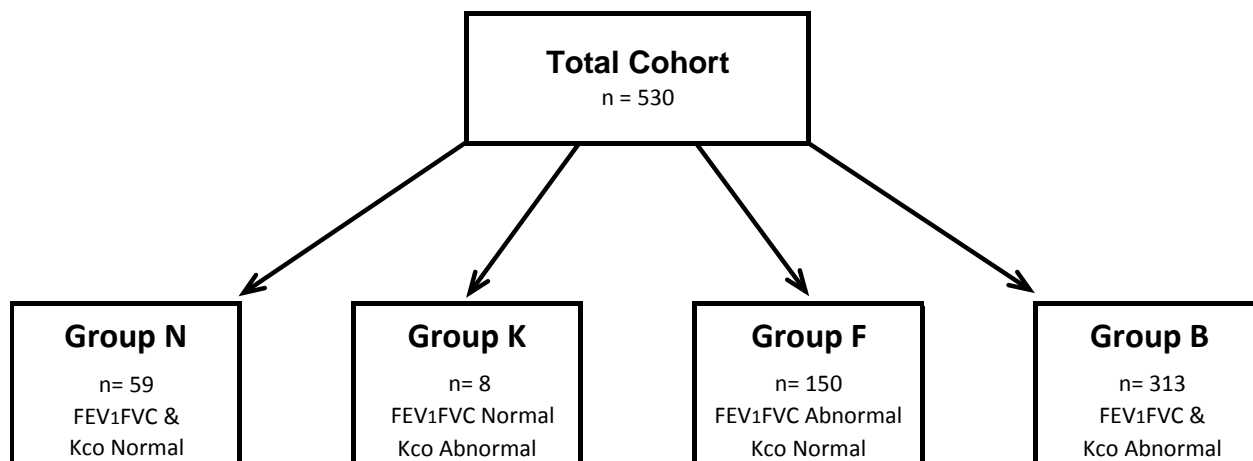 Total Cohort
n = 530
Group N
n= 59
FEV1FVC &
Kco Normal
Group K
n= 8
FEV1FVC Normal
Kco Abnormal
Group F
n= 150
FEV1FVC Abnormal
Kco Normal
Group B
n= 313
FEV1FVC &
Kco Abnormal